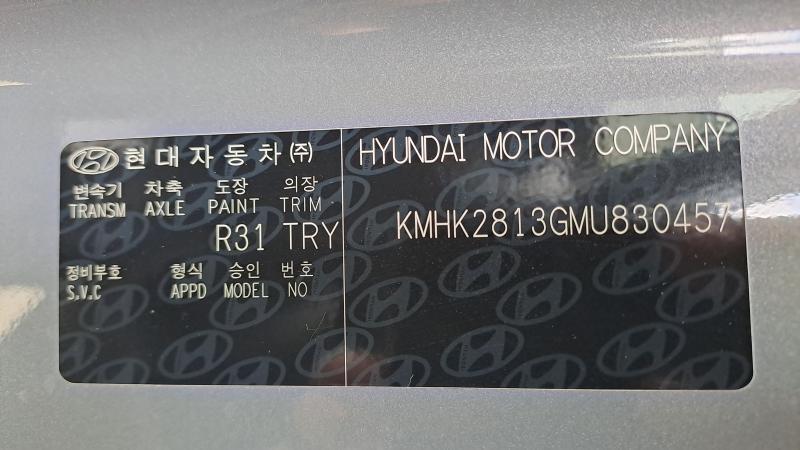 현대자동차㈜
변속기 차축 도장 의장
TRANSM AXLE PAINT TRIM
R31 TRY
정비부호 형식 승인 번호
S.V.C APPD MODEL NO
HYUNDAI MOTOR COMPANY
KMHK2813GMU830457